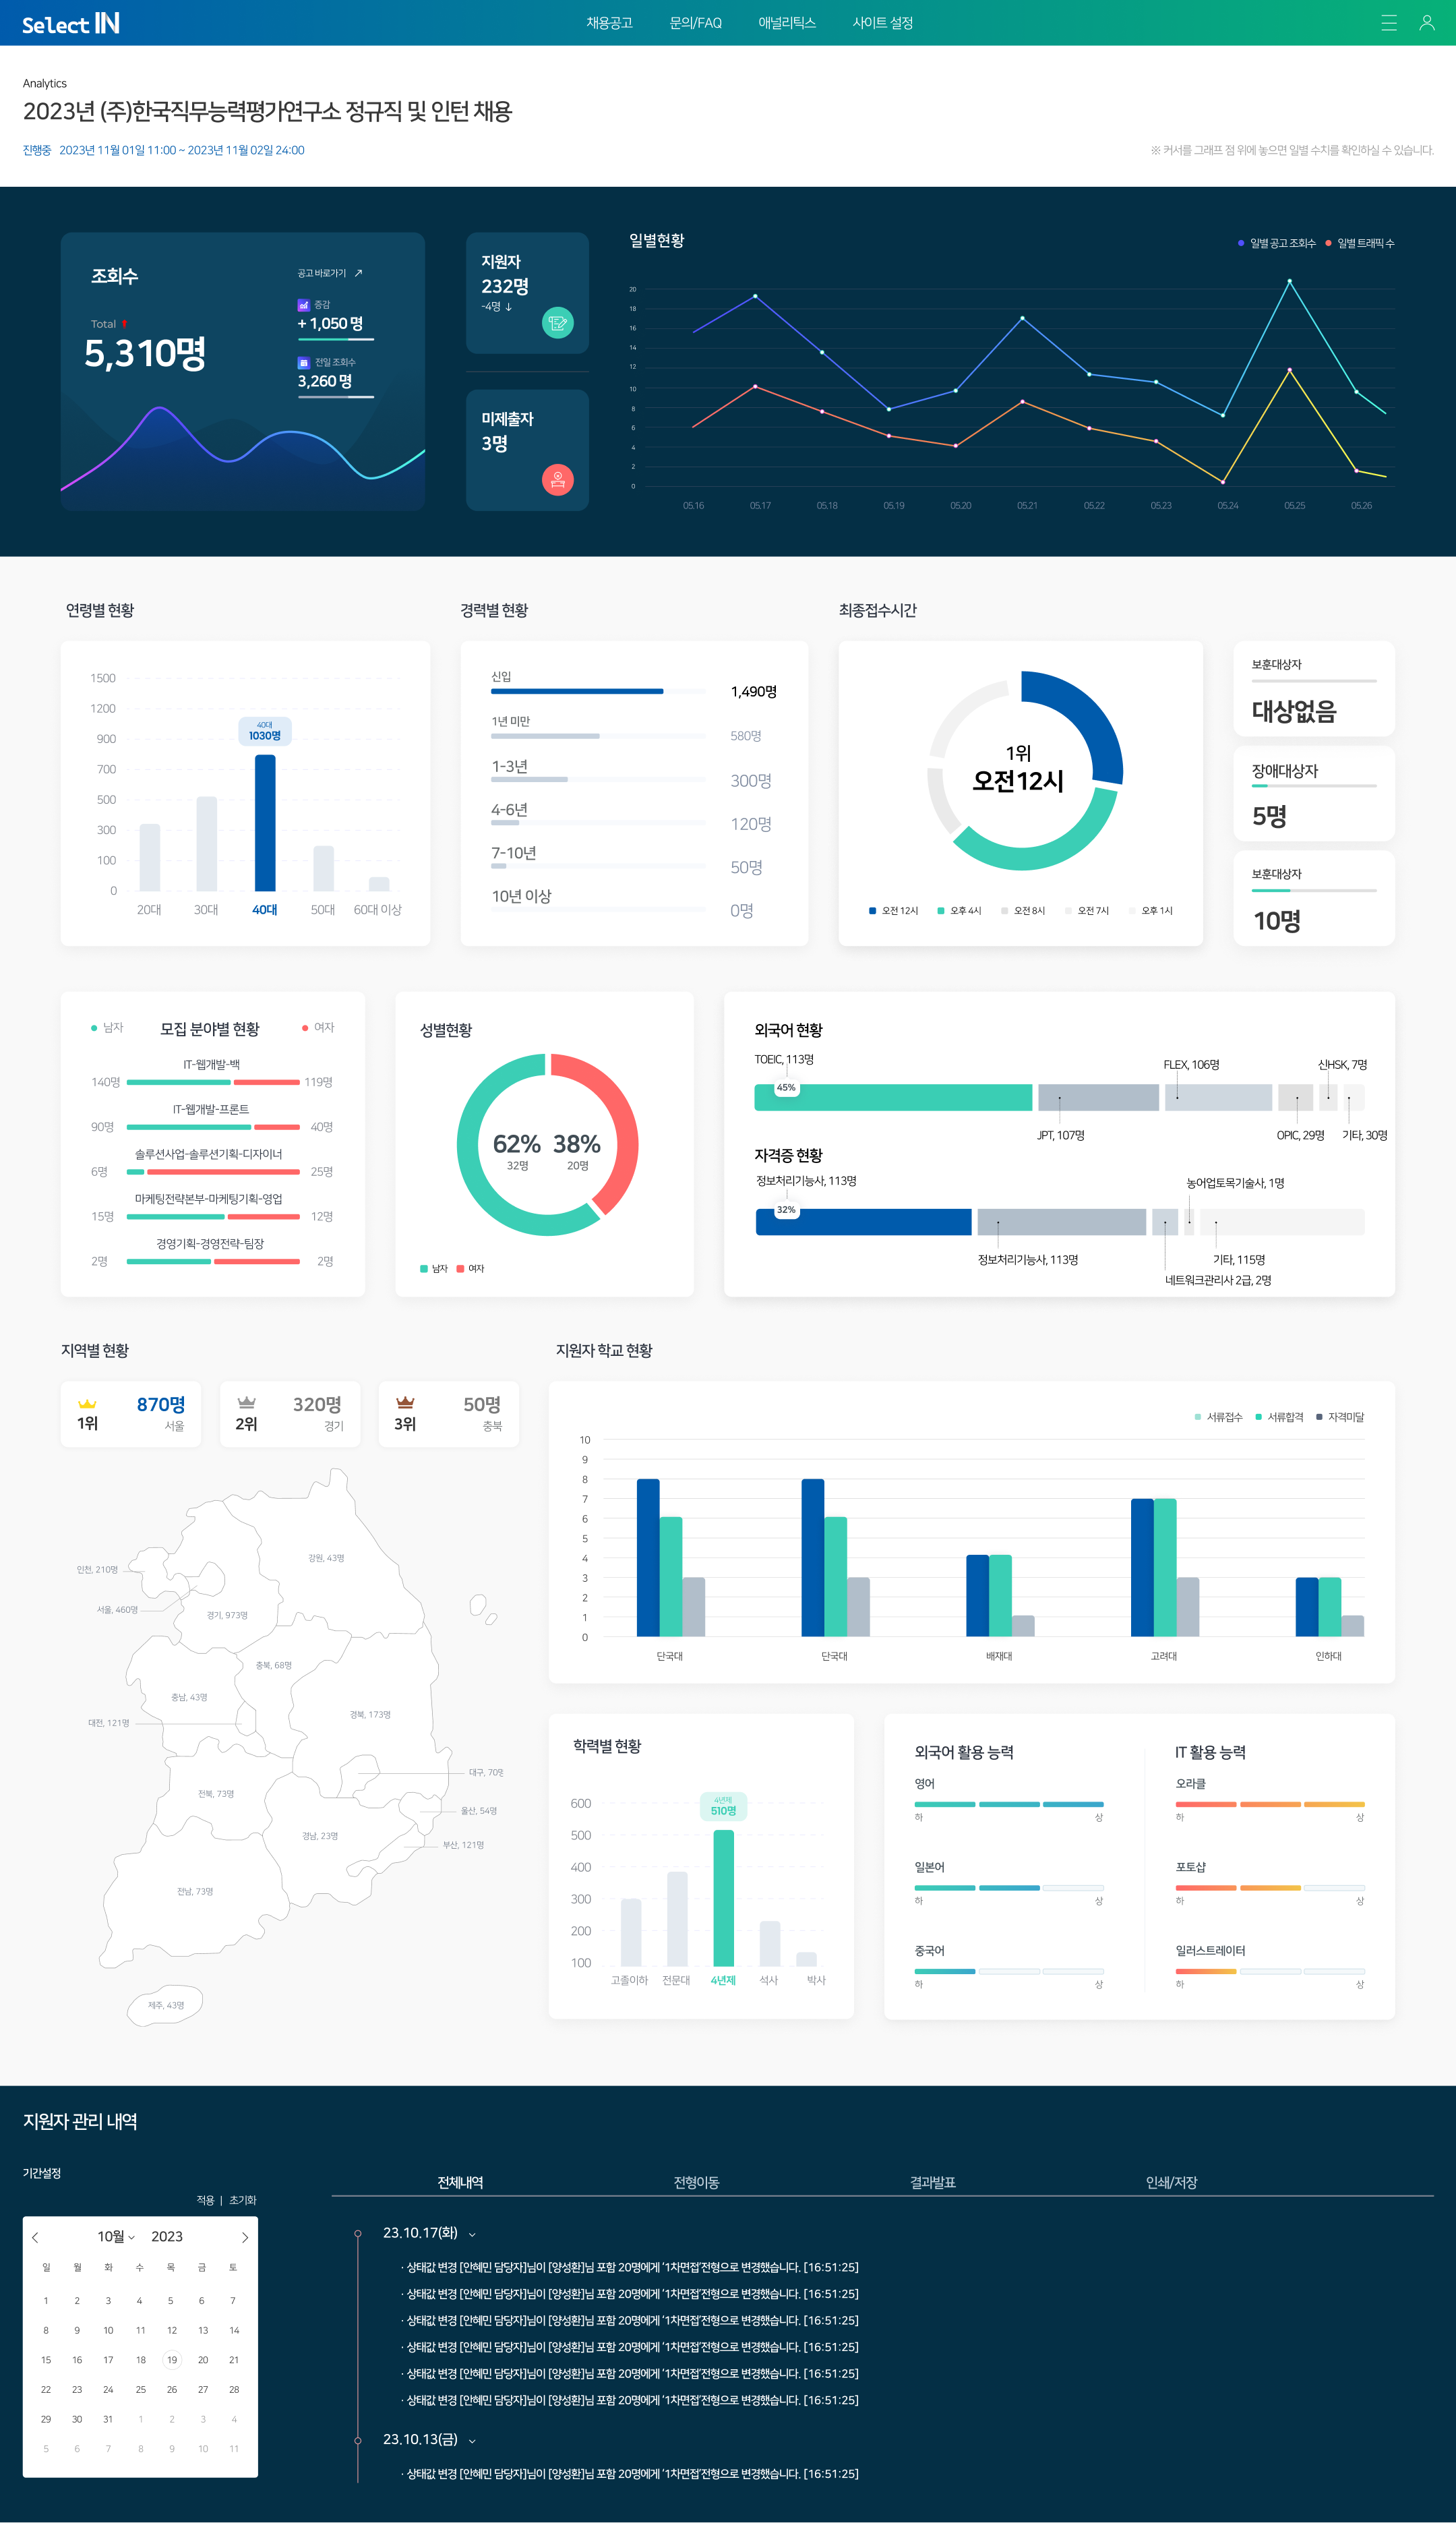 Select IN
채용공고 문의/FAQ 애널리틱스 사이트 설정
Analytics
2023년 (주)한국직무능력평가연구소 정규직 및 인턴 채용
진행중 2023년 11월 01일 11:00 ~ 2023년 11월 02일 24:00
※ 커서를 그래프 점 위에 놓으면 일별 수치를 확인하실 수 있습니다.
조회수
공고 바로가기
Total
5,310명
증감
+ 1,050 명
전일 조회수
3,260 명
지원자
232명
-4명 ↓
미제출자
3명
일별현황
일별 공고 조회수 일별 트래픽 수
20
18
16
14
12
10
8
6
4
2
0
05.16 05.17 05.18 05.19 05.20 05.21 05.22 05.23 05.24 05.25 05.26
연령별 현황
1500
1200
900
700
500
300
100
0
40대
1030명
20대 30대 40대 50대 60대 이상
경력별 현황
신입 1,490명
1년 미만 580명
1-3년 300명
4-6년 120명
7-10년 50명
10년 이상 0명
최종접수시간
1위
오전12시
오전 12시 오후 4시 오전 8시 오전 7시 오후 1시
보훈대상자
대상없음
장애대상자
5명
보훈대상자
10명
남자 모집 분야별 현황 여자
IT-웹개발-백
140명 119명
IT-웹개발-프론트
90명 40명
솔루션사업-솔루션기획-디자이너
6명 25명
마케팅전략본부-마케팅기획-영업
15명 12명
경영기획-경영전략-팀장
2명 2명
성별현황
62% 38%
32명 20명
남자 여자
외국어 현황
TOEIC, 113명 FLEX, 106명 신HSK, 7명
45%
JPT, 107명 OPIC, 29명 기타, 30명
자격증 현황
정보처리기능사, 113명 농어업토목기술사, 1명
32%
정보처리기능사, 113명 기타, 115명
네트워크관리사 2급, 2명
지역별 현황
1위 870명 서울
2위 320명 경기
3위 50명 충북
강원, 43명
인천, 210명
서울, 460명
경기, 973명
충북, 68명
충남, 43명
경북, 173명
대전, 121명
대구, 70명
전북, 73명
울산, 54명
경남, 23명
부산, 121명
전남, 73명
제주, 43명
지원자 학교 현황
서류접수 서류합격 자격미달
10
9
8
7
6
5
4
3
2
1
0
단국대 단국대 배재대 고려대 인하대
학력별 현황
600
500
400
300
200
100
4년제
510명
고졸이하 전문대 4년제 석사 박사
외국어 활용 능력
영어
하 상
일본어
하 상
중국어
하 상
IT 활용 능력
오라클
하 상
포토샵
하 상
일러스트레이터
하 상
지원자 관리 내역
기간설정
적용 | 초기화
10월 2023
일 월 화 수 목 금 토
1 2 3 4 5 6 7
8 9 10 11 12 13 14
15 16 17 18 19 20 21
22 23 24 25 26 27 28
29 30 31 1 2 3 4
5 6 7 8 9 10 11
전체내역 전형이동 결과발표 인쇄/저장
23.10.17(화)
· 상태값 변경 [안혜민 담당자]님이 [양성환]님 포함 20명에게 '1차면접'전형으로 변경했습니다. [16:51:25]
· 상태값 변경 [안혜민 담당자]님이 [양성환]님 포함 20명에게 '1차면접'전형으로 변경했습니다. [16:51:25]
· 상태값 변경 [안혜민 담당자]님이 [양성환]님 포함 20명에게 '1차면접'전형으로 변경했습니다. [16:51:25]
· 상태값 변경 [안혜민 담당자]님이 [양성환]님 포함 20명에게 '1차면접'전형으로 변경했습니다. [16:51:25]
· 상태값 변경 [안혜민 담당자]님이 [양성환]님 포함 20명에게 '1차면접'전형으로 변경했습니다. [16:51:25]
· 상태값 변경 [안혜민 담당자]님이 [양성환]님 포함 20명에게 '1차면접'전형으로 변경했습니다. [16:51:25]
23.10.13(금)
· 상태값 변경 [안혜민 담당자]님이 [양성환]님 포함 20명에게 '1차면접'전형으로 변경했습니다. [16:51:25]